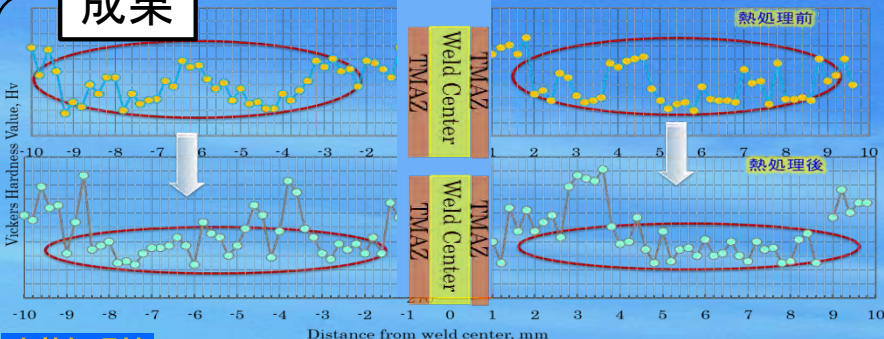 成果
熱処理前
Vickers Hardness Value, Hv
TMAZ
Weld Center
TMAZ
-10 -9 -8 -7 -6 -5 -4 -3 -2 1 2 3 4 5 6 7 8 9 10
熱処理後
TMAZ
Weld Center
TMAZ
-10 -9 -8 -7 -6 -5 -4 -3 -2 -1 0 1 2 3 4 5 6 7 8 9 10
Distance from weld center, mm